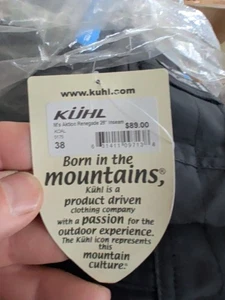 www.kuhl.com
KÜHL
$89.00
KOAL
38
Born in the
mountains,®
Kühl is a
product driven
clothing company
with a passion for the
outdoor experience.
The Kühl icon represents
this
mountain
culture.